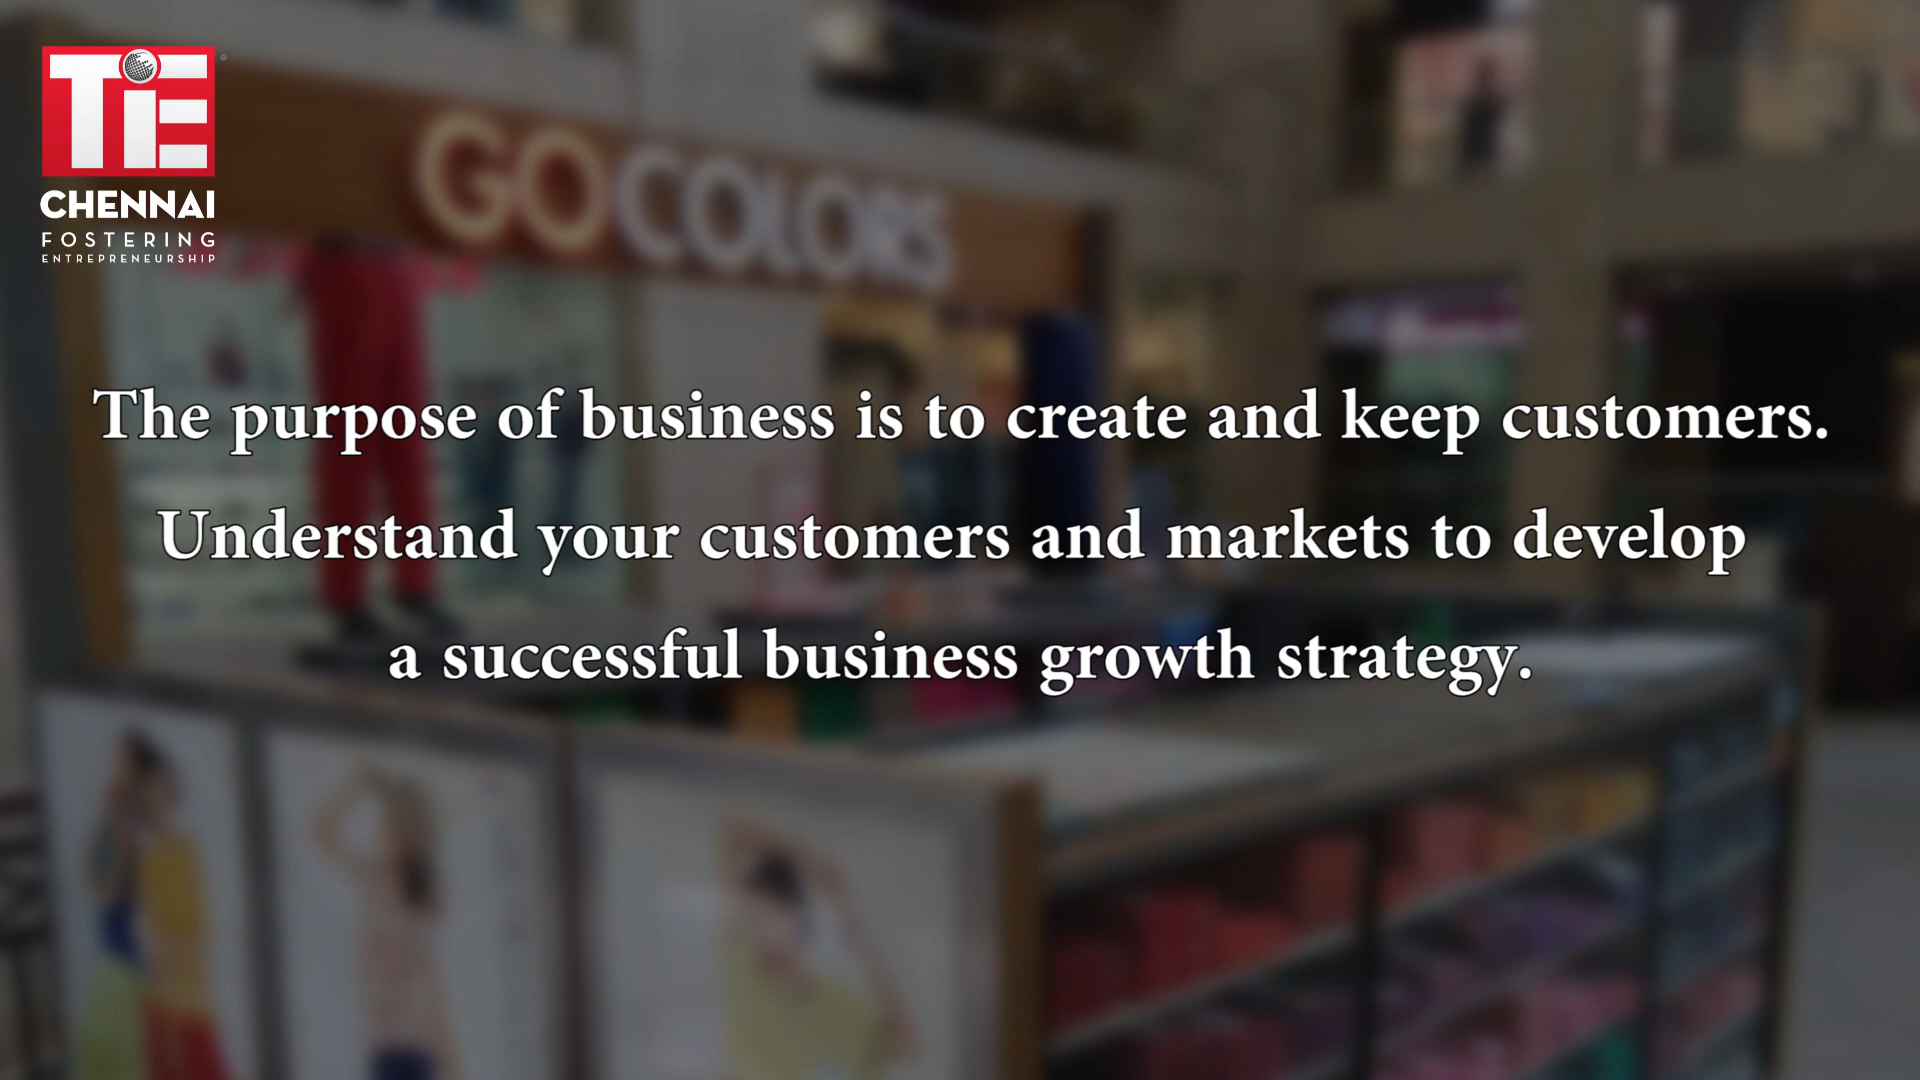 TiE
CHENNAI
FOSTERING
ENTREPRENEURSHIP
GO COLORS
The purpose of business is to create and keep customers.
Understand your customers and markets to develop
a successful business growth strategy.